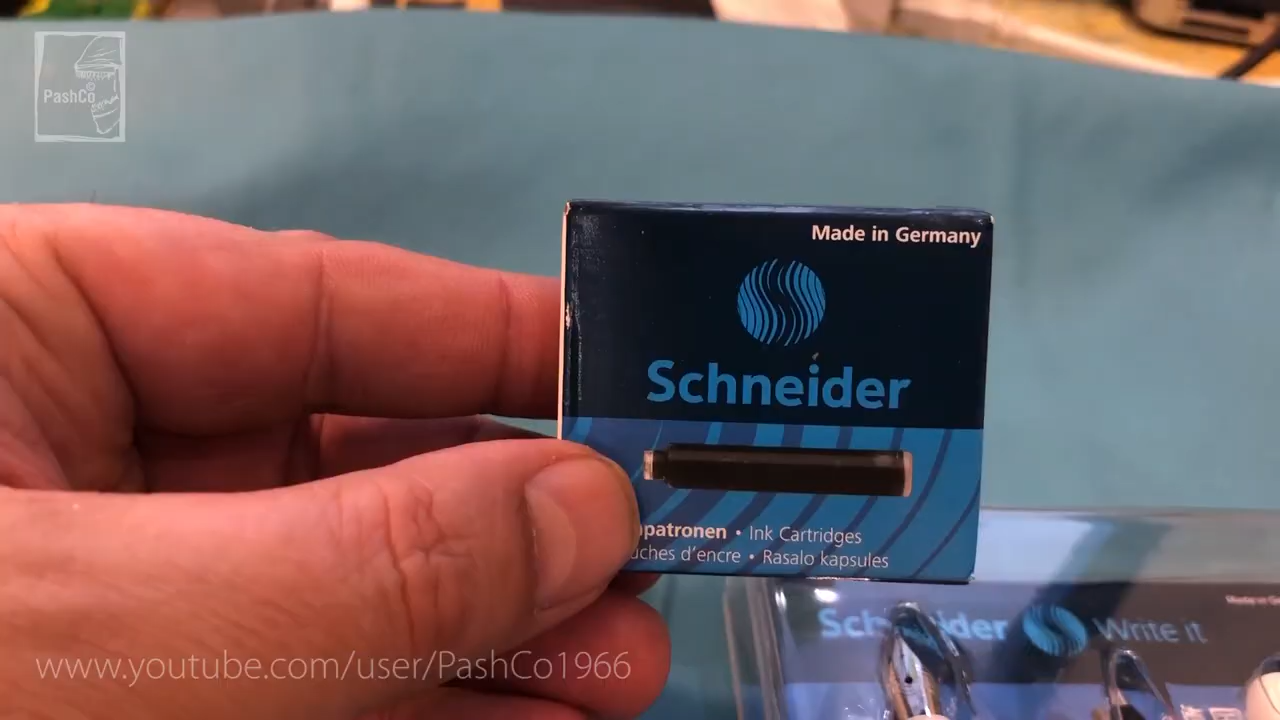 PashCo
Made in Germany
Schneider
patronen • Ink Cartridges
uches d'encre • Rasalo kapsules
Schneider Write it
www.youtube.com/user/PashCo1966